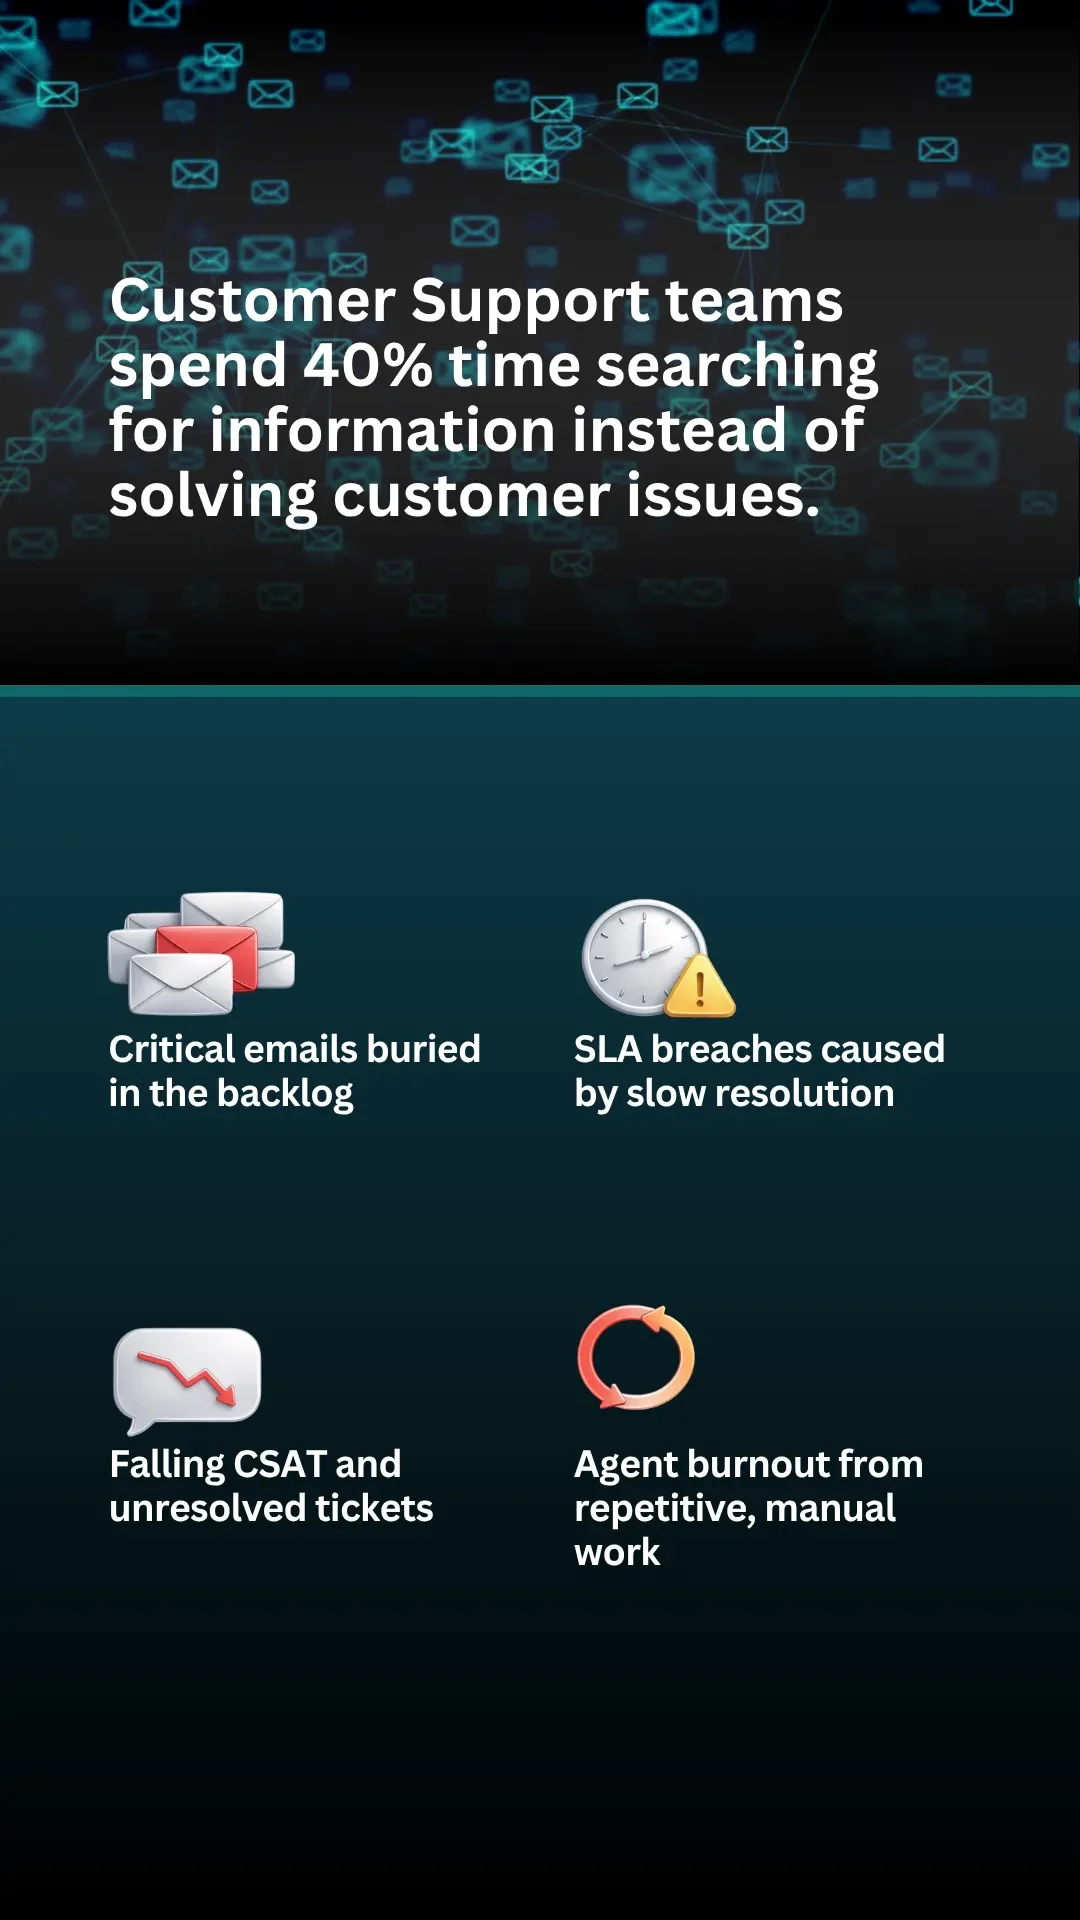 Customer Support teams
spend 40% time searching
for information instead of
solving customer issues.
Critical emails buried
in the backlog
SLA breaches caused
by slow resolution
Falling CSAT and
unresolved tickets
Agent burnout from
repetitive, manual
work